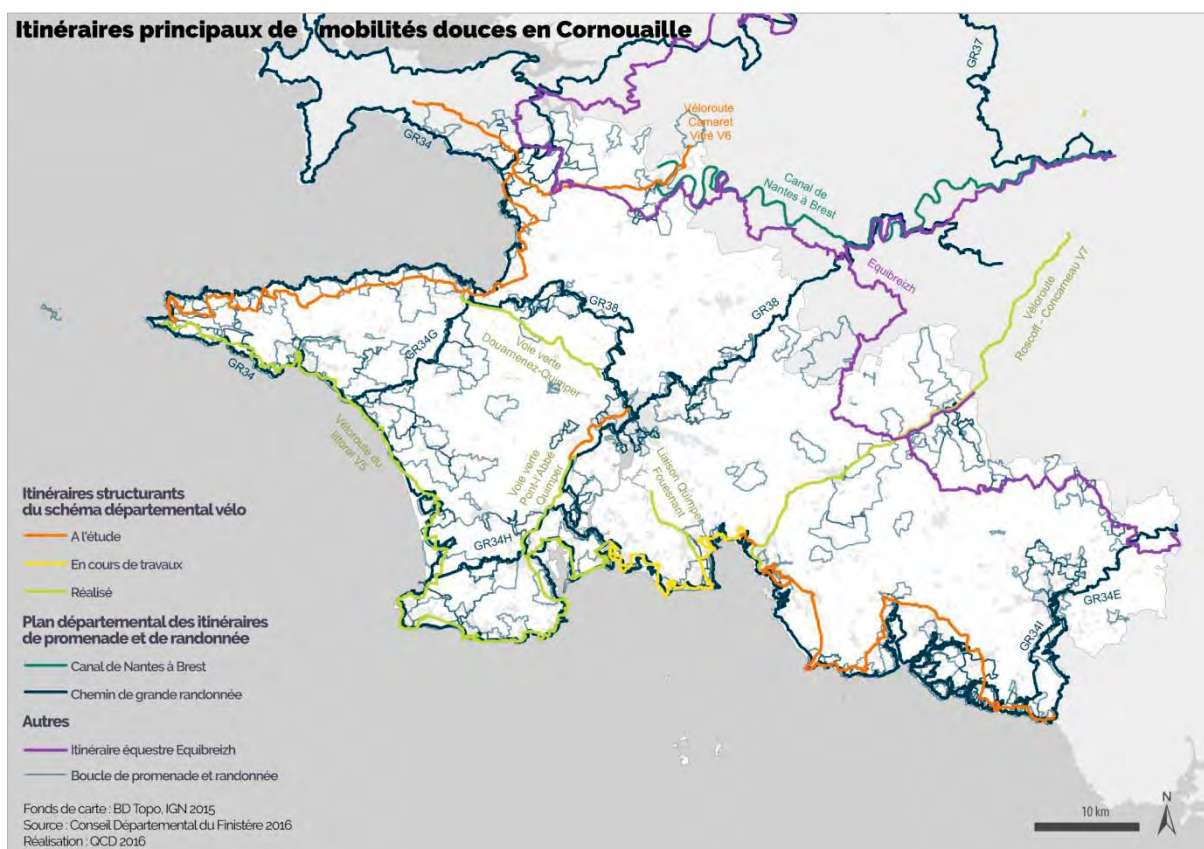 Itinéraires principaux de mobilités douces en Cornouaille
GR37
GR34
Véloroute
Camaret
Vitré V6
Canal de
Nantes à Brest
Equibreizh
GR38
GR38
Véloroute
Roscoff - Concarneau V7
GR34G
Voie verte
Douarnenez-Quimper
GR34
Véloroute du
littoral V5
Voie verte
Pont-l'Abbé
Quimper
Liaison Quimper
Fouesnant
GR34H
GR34E
GR34I
Itinéraires structurants
du schéma départemental vélo
A l'étude
En cours de travaux
Réalisé
Plan départemental des itinéraires
de promenade et de randonnée
Canal de Nantes à Brest
Chemin de grande randonnée
Autres
Itinéraire équestre Equibreizh
Boucle de promenade et randonnée
Fonds de carte : BD Topo, IGN 2015
Source : Conseil Départemental du Finistère 2016
Réalisation : QCD 2016
10 km
N